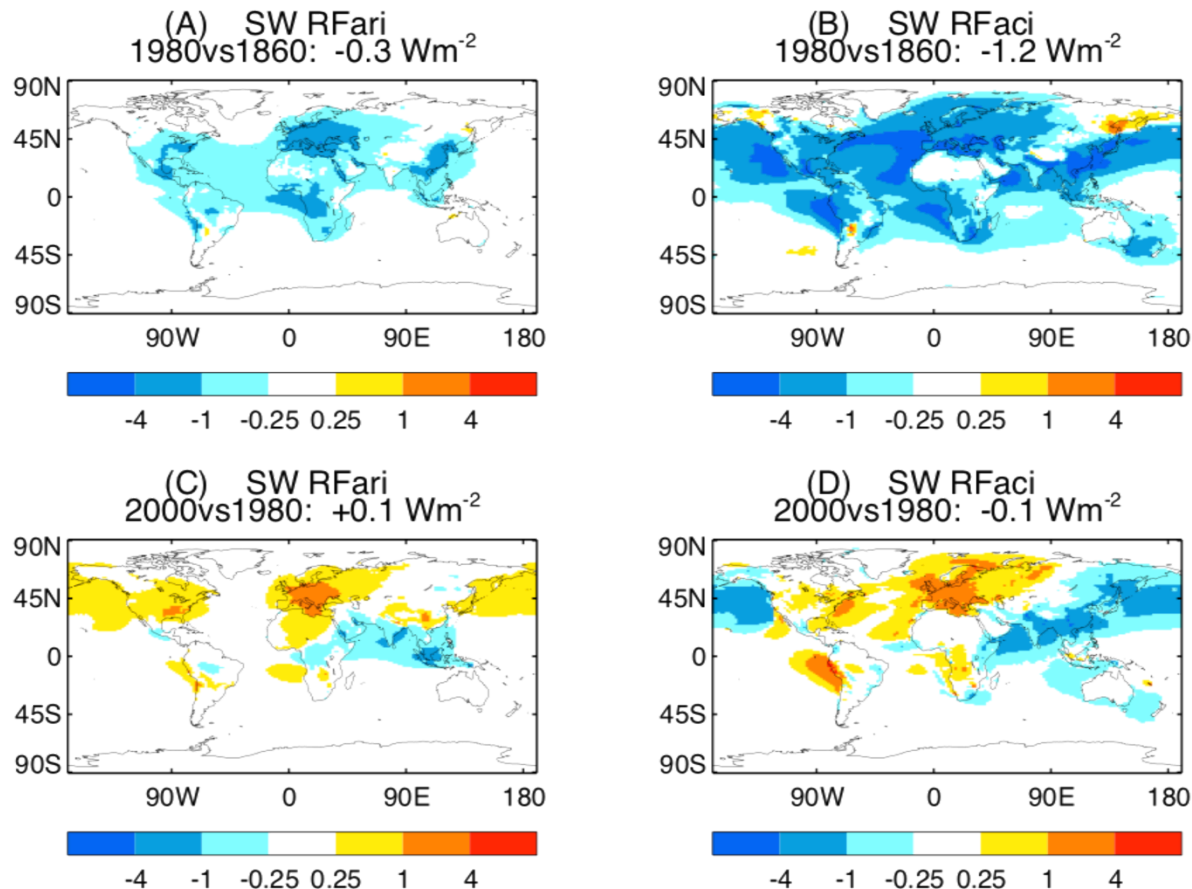 (A) SW RFari
1980vs1860: -0.3 Wm-2
90N
45N
0
45S
90S
90W 0 90E 180
-4 -1 -0.25 0.25 1 4
(B) SW RFaci
1980vs1860: -1.2 Wm-2
90N
45N
0
45S
90S
90W 0 90E 180
-4 -1 -0.25 0.25 1 4
(C) SW RFari
2000vs1980: +0.1 Wm-2
90N
45N
0
45S
90S
90W 0 90E 180
-4 -1 -0.25 0.25 1 4
(D) SW RFaci
2000vs1980: -0.1 Wm-2
90N
45N
0
45S
90S
90W 0 90E 180
-4 -1 -0.25 0.25 1 4